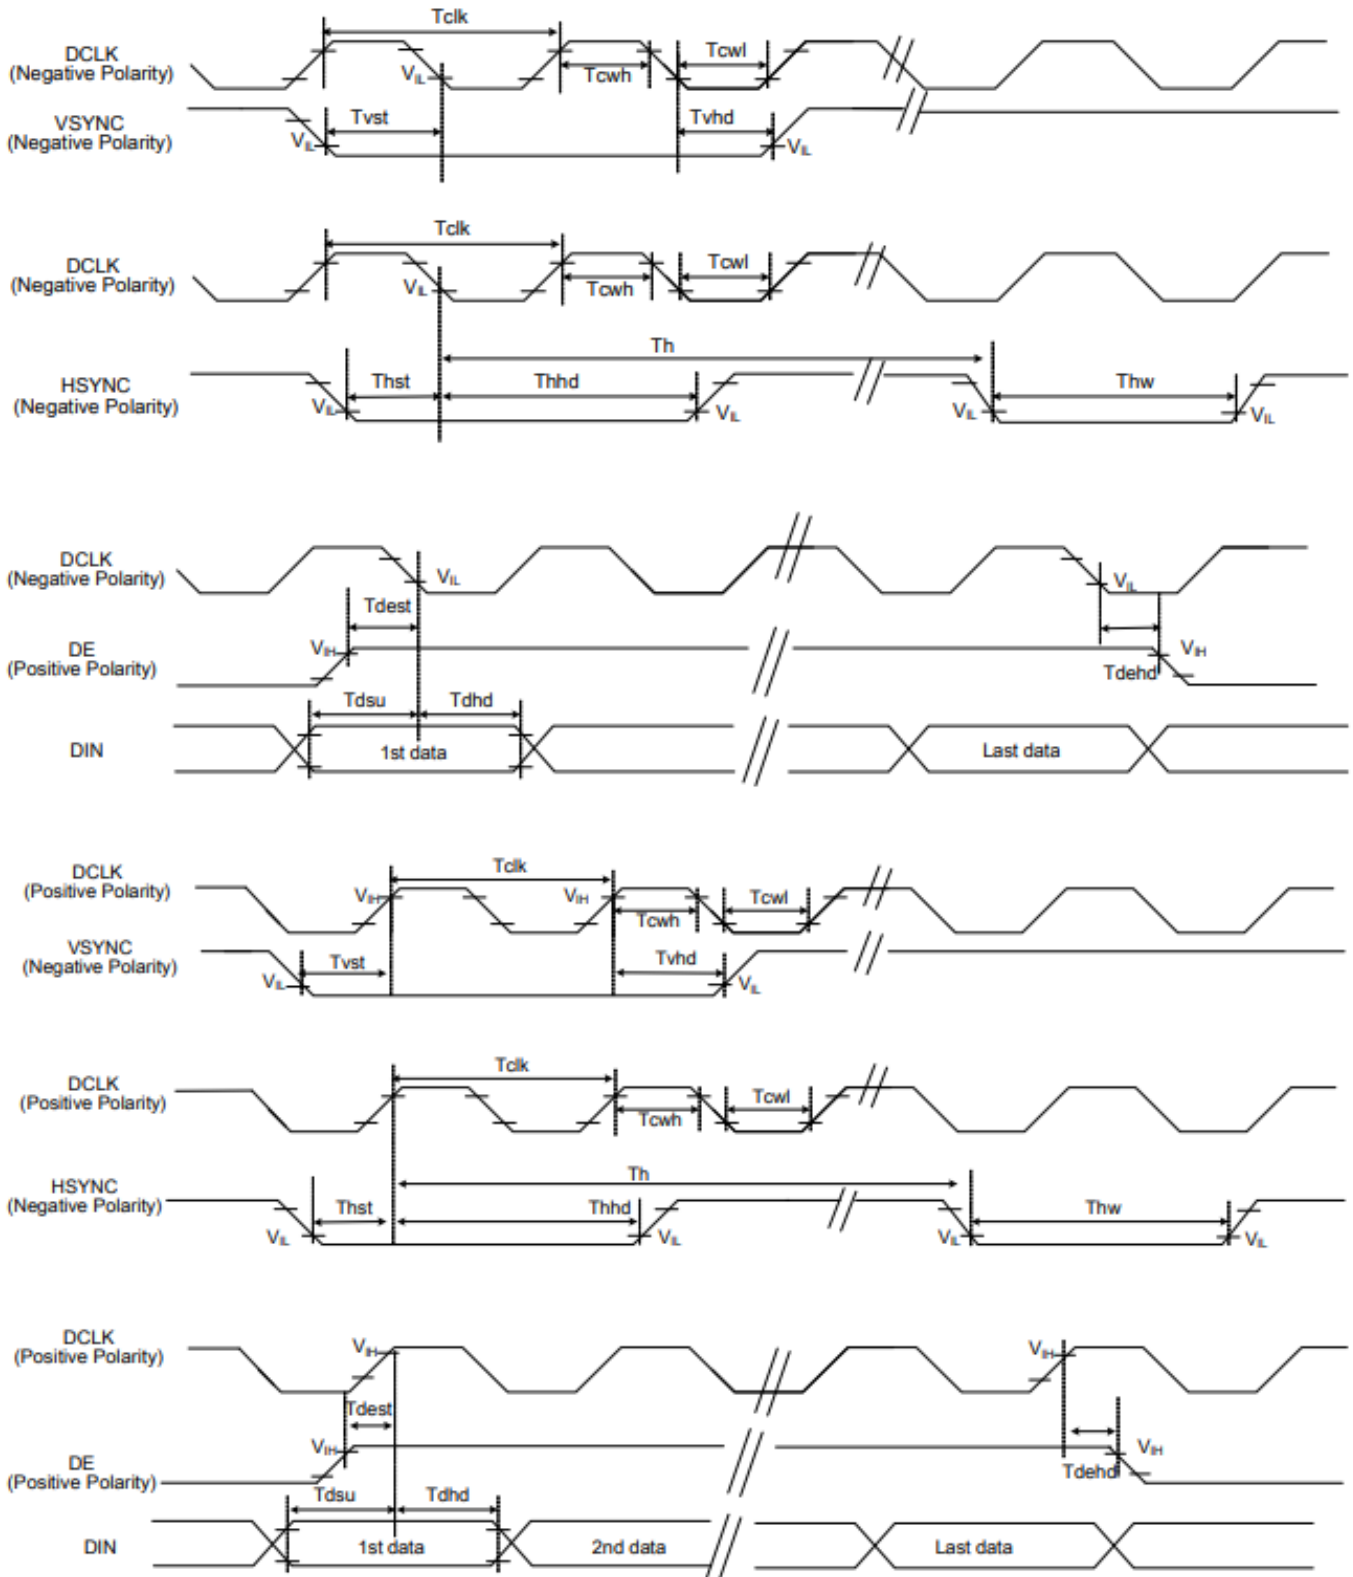 Tclk
DCLK
(Negative Polarity)
VIL
Tcwh
Tcwl
VSYNC
(Negative Polarity)
VIL
Tvst
Tvhd
VIL
Tclk
DCLK
(Negative Polarity)
VIL
Tcwh
Tcwl
Th
HSYNC
(Negative Polarity)
VIL
Thst
Thhd
VIL
VIL
Thw
VIL
DCLK
(Negative Polarity)
VIL
VIL
Tdest
DE
(Positive Polarity)
VIH
VIH
Tdehd
Tdsu
Tdhd
DIN
1st data
Last data
DCLK
(Positive Polarity)
VIH
Tclk
VIH
Tcwh
Tcwl
VSYNC
(Negative Polarity)
VIL
Tvst
Tvhd
VIL
DCLK
(Positive Polarity)
Tclk
Tcwh
Tcwl
HSYNC
(Negative Polarity)
Th
VIL
Thst
Thhd
VIL
VIL
Thw
VIL
DCLK
(Positive Polarity)
VIH
VIH
Tdest
DE
(Positive Polarity)
VIH
VIH
Tdehd
Tdsu
Tdhd
DIN
1st data
2nd data
Last data